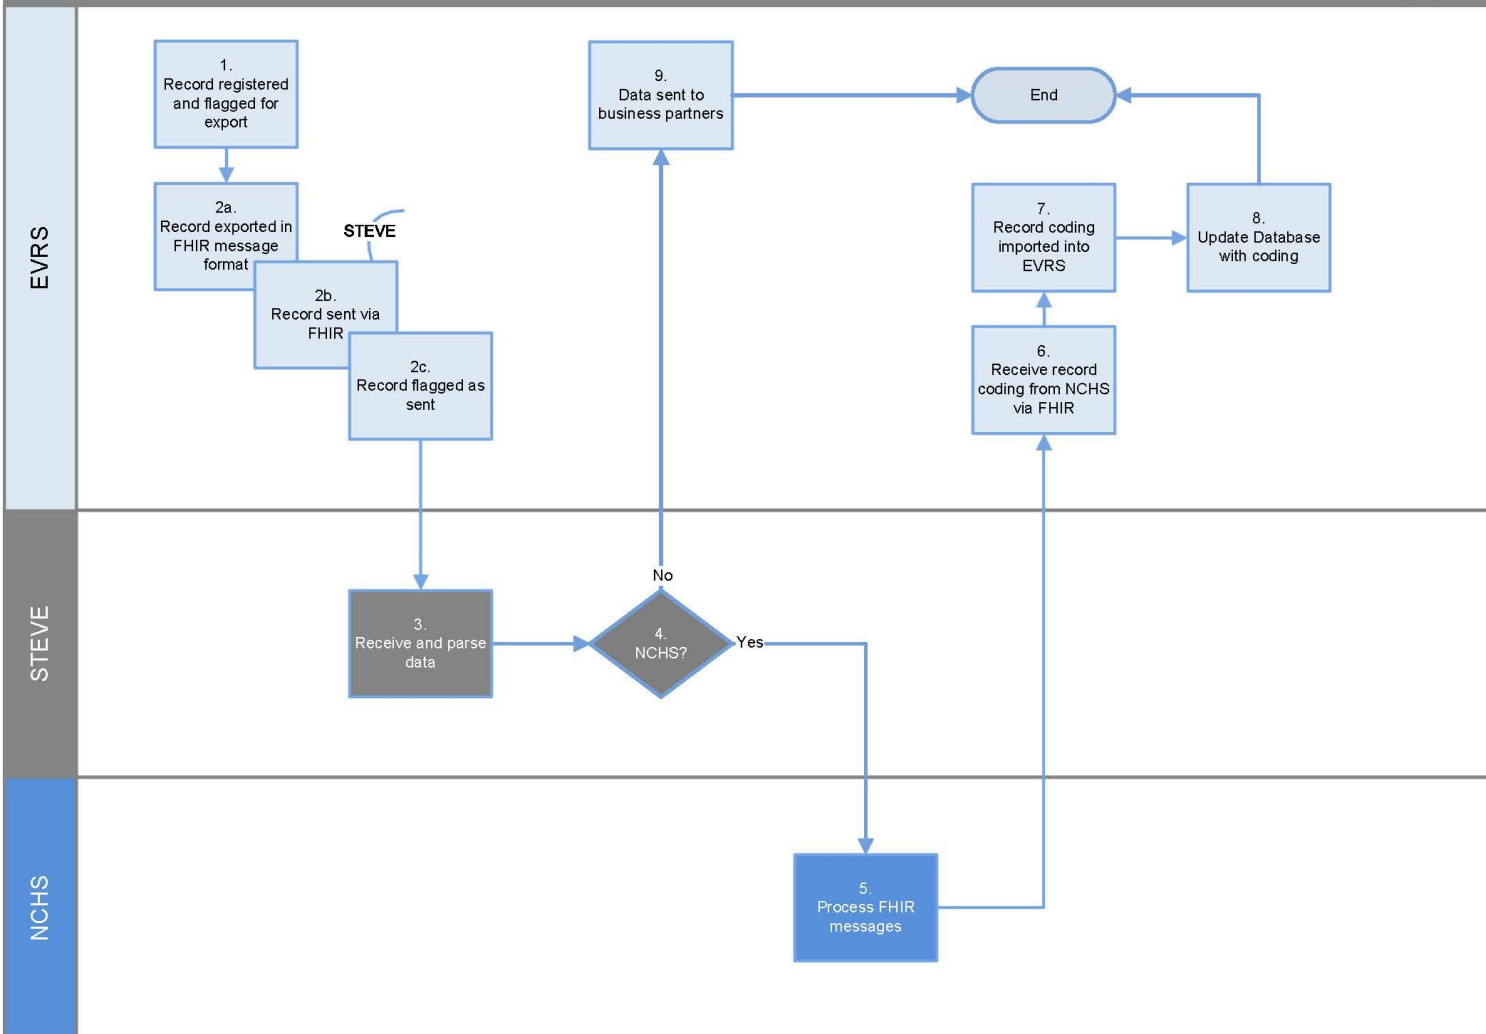 EVRS
1.
Record registered
and flagged for
export
2a.
Record exported in
FHIR message
format
STEVE
2b.
Record sent via
FHIR
2c.
Record flagged as
sent
9.
Data sent to
business partners
End
7.
Record coding
imported into
EVRS
8.
Update Database
with coding
6.
Receive record
coding from NCHS
via FHIR
STEVE
3.
Receive and parse
data
No
4.
NCHS?
Yes
NCHS
5.
Process FHIR
messages